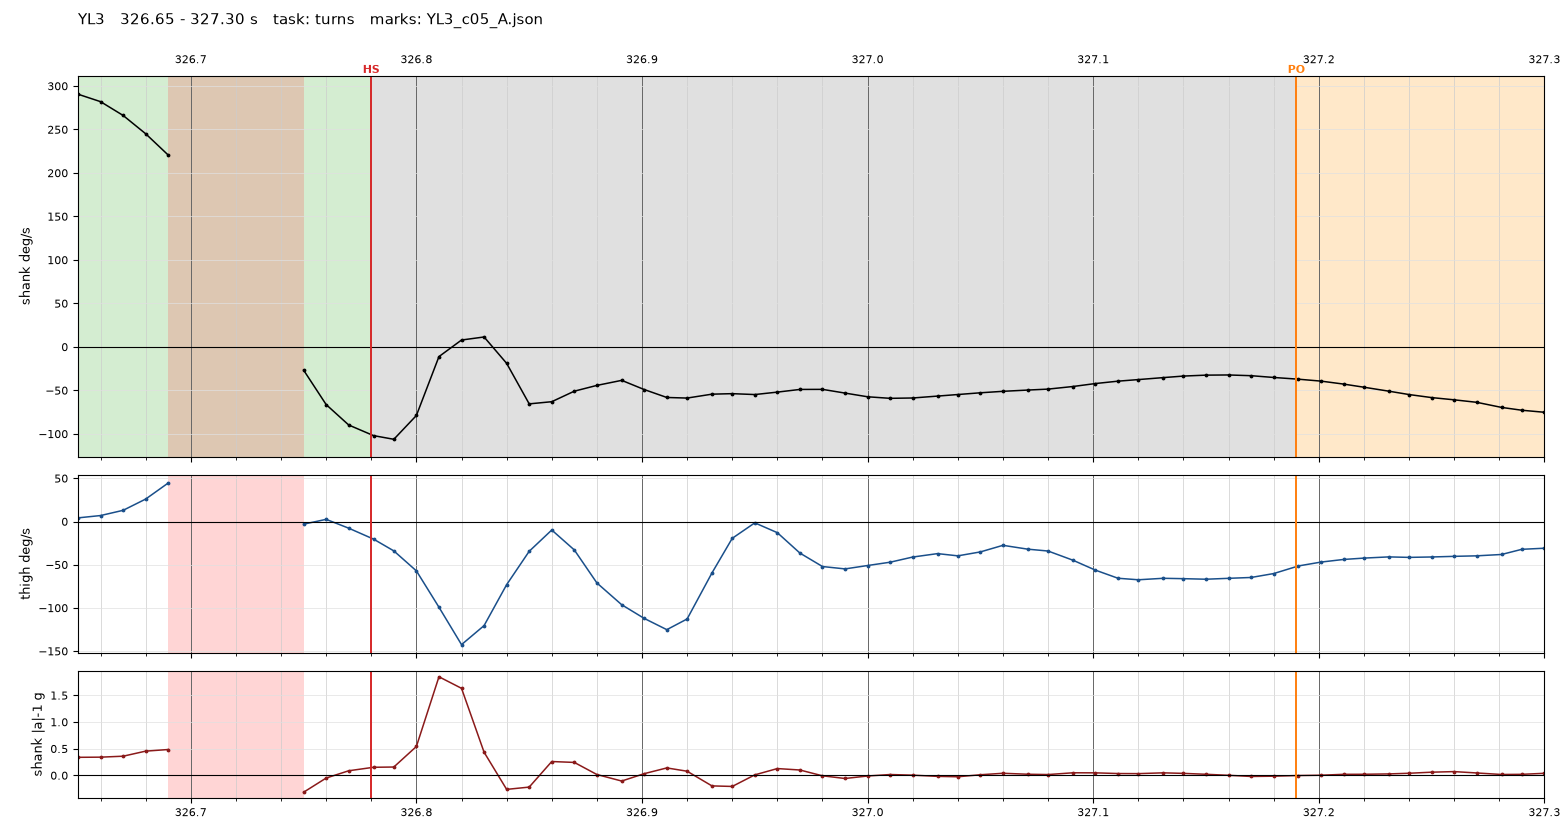 YL3   326.65 - 327.30 s   task: turns   marks: YL3_c05_A.json
326.7 326.8 326.9 327.0 327.1 327.2 327.3
HS PO
shank deg/s
300
250
200
150
100
50
0
−50
−100
thigh deg/s
50
0
−50
−100
−150
shank |a|-1 g
1.5
1.0
0.5
0.0
326.7 326.8 326.9 327.0 327.1 327.2 327.3